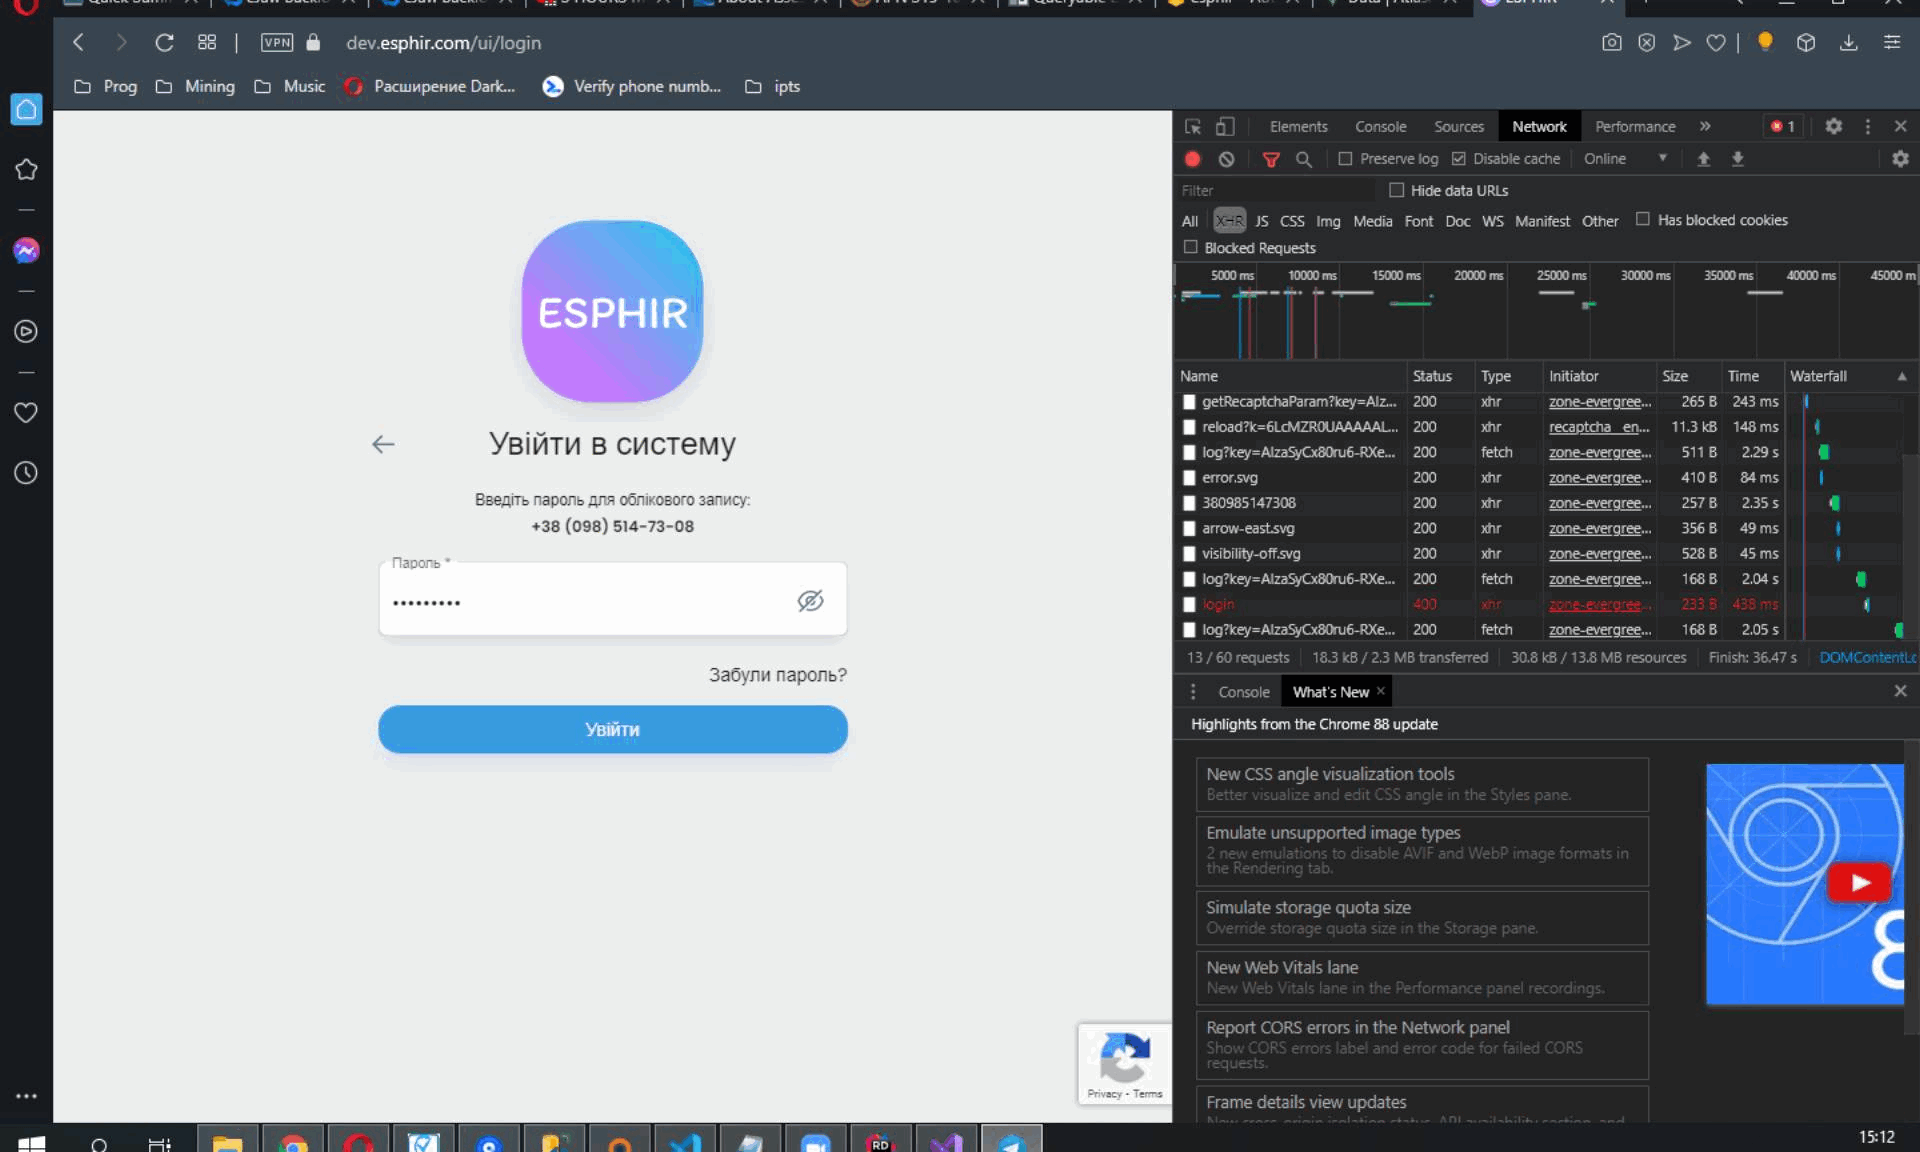 ESPHIR
VPN
dev.esphir.com/ui/login
Prog
Mining
Music
Расширение Dark...
Verify phone numb...
ipts
ESPHIR
Увійти в систему
Введіть пароль для облікового запису:
+38 (098) 514-73-08
Пароль *
•••••••••
Забули пароль?
Увійти
Privacy - Terms
Elements Console Sources Network Performance » 1
Preserve log Disable cache Online
Filter Hide data URLs
All XHR JS CSS Img Media Font Doc WS Manifest Other Has blocked cookies
Blocked Requests
5000 ms 10000 ms 15000 ms 20000 ms 25000 ms 30000 ms 35000 ms 40000 ms 45000 m
Name Status Type Initiator Size Time Waterfall
getRecaptchaParam?key=AIz... 200 xhr zone-evergree... 265 B 243 ms
reload?k=6LcMZR0UAAAAAL... 200 xhr recaptcha__en... 11.3 kB 148 ms
log?key=AIzaSyCx80ru6-RXe... 200 fetch zone-evergree... 511 B 2.29 s
error.svg 200 xhr zone-evergree... 410 B 84 ms
380985147308 200 xhr zone-evergree... 257 B 2.35 s
arrow-east.svg 200 xhr zone-evergree... 356 B 49 ms
visibility-off.svg 200 xhr zone-evergree... 528 B 45 ms
log?key=AIzaSyCx80ru6-RXe... 200 fetch zone-evergree... 168 B 2.04 s
login 400 xhr zone-evergree... 233 B 438 ms
log?key=AIzaSyCx80ru6-RXe... 200 fetch zone-evergree... 168 B 2.05 s
13 / 60 requests 18.3 kB / 2.3 MB transferred 30.8 kB / 13.8 MB resources Finish: 36.47 s DOMContentLo
Console What's New ×
Highlights from the Chrome 88 update
New CSS angle visualization tools
Better visualize and edit CSS angle in the Styles pane.
Emulate unsupported image types
2 new emulations to disable AVIF and WebP image formats in
the Rendering tab.
Simulate storage quota size
Override storage quota size in the Storage pane.
New Web Vitals lane
New Web Vitals lane in the Performance panel recordings.
Report CORS errors in the Network panel
Show CORS errors label and error code for failed CORS
requests.
Frame details view updates
8
RD
15:12